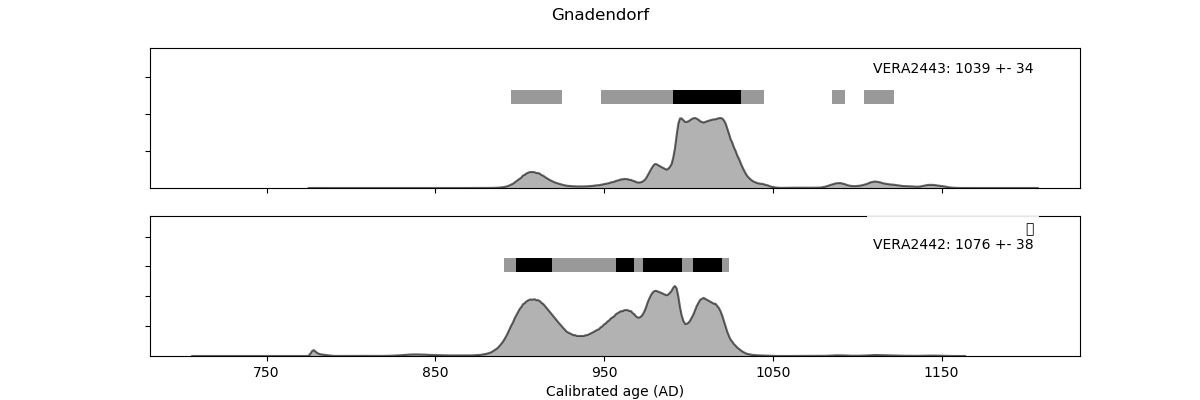 Gnadendorf
VERA2443: 1039 +- 34
VERA2442: 1076 +- 38
750 850 950 1050 1150
Calibrated age (AD)